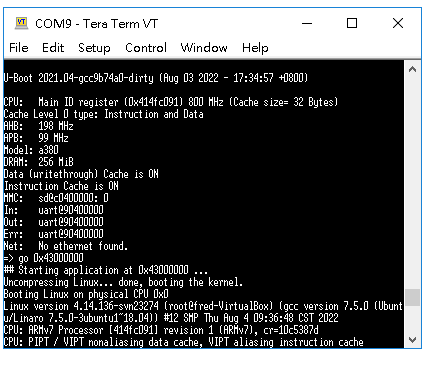 COM9 - Tera Term VT
File Edit Setup Control Window Help
U-Boot 2021.04-gcc9b74a0-dirty (Aug 03 2022 - 17:34:57 +0800)
CPU: Main ID register (0x414fc091) 800 MHz (Cache size= 32 Bytes)
Cache Level 0 type: Instruction and Data
AHB: 198 MHz
APB: 99 MHz
Model: a380
DRAM: 256 MiB
Data (writethrough) Cache is ON
Instruction Cache is ON
MMC: sd@c0400000: 0
In: uart@90400000
Out: uart@90400000
Err: uart@90400000
Net: No ethernet found.
=> go 0x43000000
## Starting application at 0x43000000 ...
Uncompressing Linux... done, booting the kernel.
Booting Linux on physical CPU 0x0
Linux version 4.14.136-svn23274 (root@fred-VirtualBox) (gcc version 7.5.0 (Ubunt
u/Linaro 7.5.0-3ubuntu1~18.04)) #12 SMP Thu Aug 4 09:36:48 CST 2022
CPU: ARMv7 Processor [414fc091] revision 1 (ARMv7), cr=10c5387d
CPU: PIPT / VIPT nonaliasing data cache, VIPT aliasing instruction cache